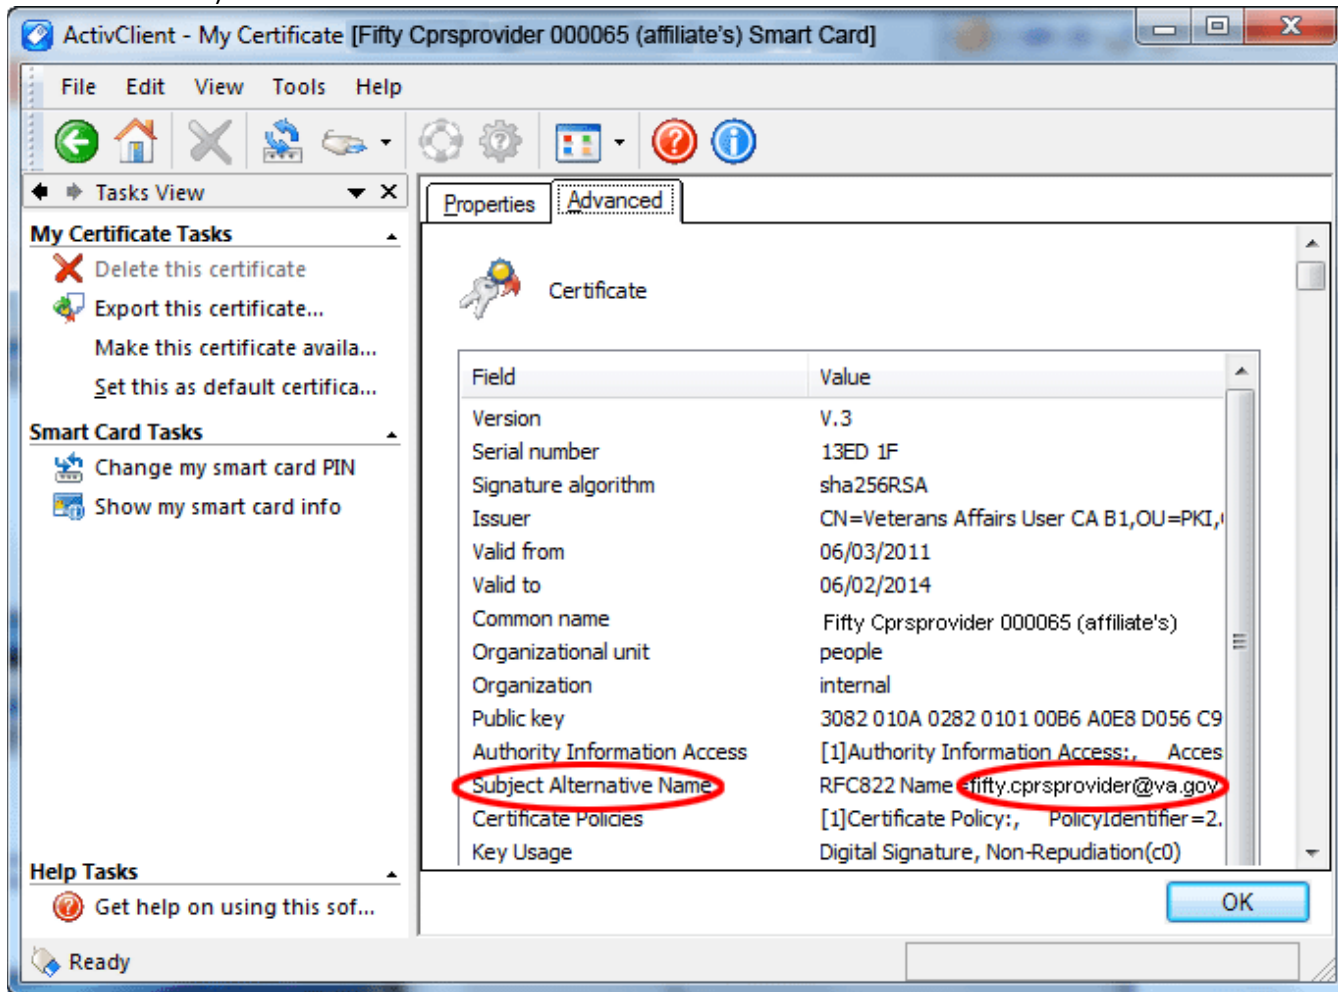 ActivClient - My Certificate [Fifty Cprsprovider 000065 (affiliate's) Smart Card]
File Edit View Tools Help
Tasks View
My Certificate Tasks
Delete this certificate
Export this certificate...
Make this certificate availa...
Set this as default certifica...
Smart Card Tasks
Change my smart card PIN
Show my smart card info
Help Tasks
Get help on using this sof...
Properties Advanced
Certificate
Field Value
Version V.3
Serial number 13ED 1F
Signature algorithm sha256RSA
Issuer CN=Veterans Affairs User CA B1,OU=PKI,
Valid from 06/03/2011
Valid to 06/02/2014
Common name Fifty Cprsprovider 000065 (affiliate's)
Organizational unit people
Organization internal
Public key 3082 010A 0282 0101 00B6 A0E8 D056 C9
Authority Information Access [1]Authority Information Access:, Acces
Subject Alternative Name RFC822 Name =fifty.cprsprovider@va.gov
Certificate Policies [1]Certificate Policy:, PolicyIdentifier=2.
Key Usage Digital Signature, Non-Repudiation(c0)
OK
Ready